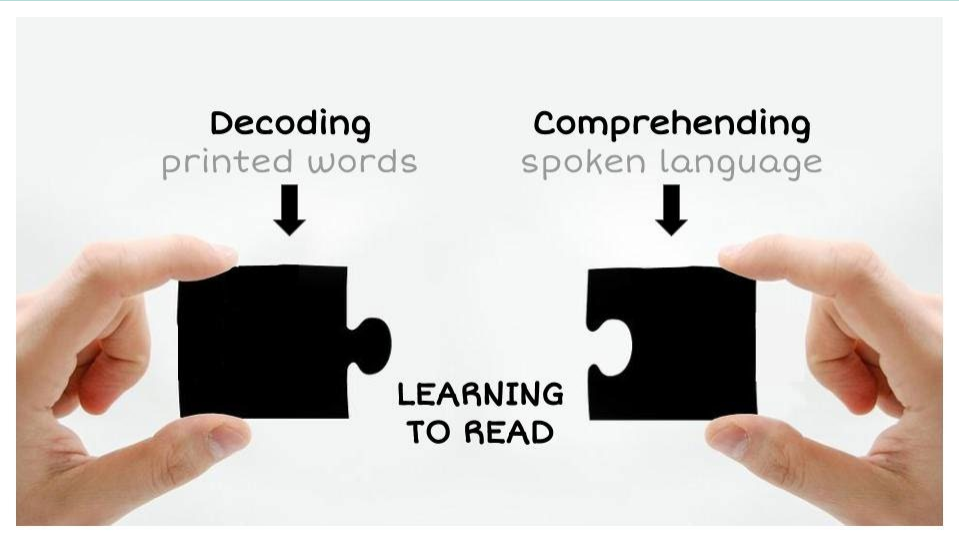 Decoding
printed words
Comprehending
spoken language
LEARNING
TO READ